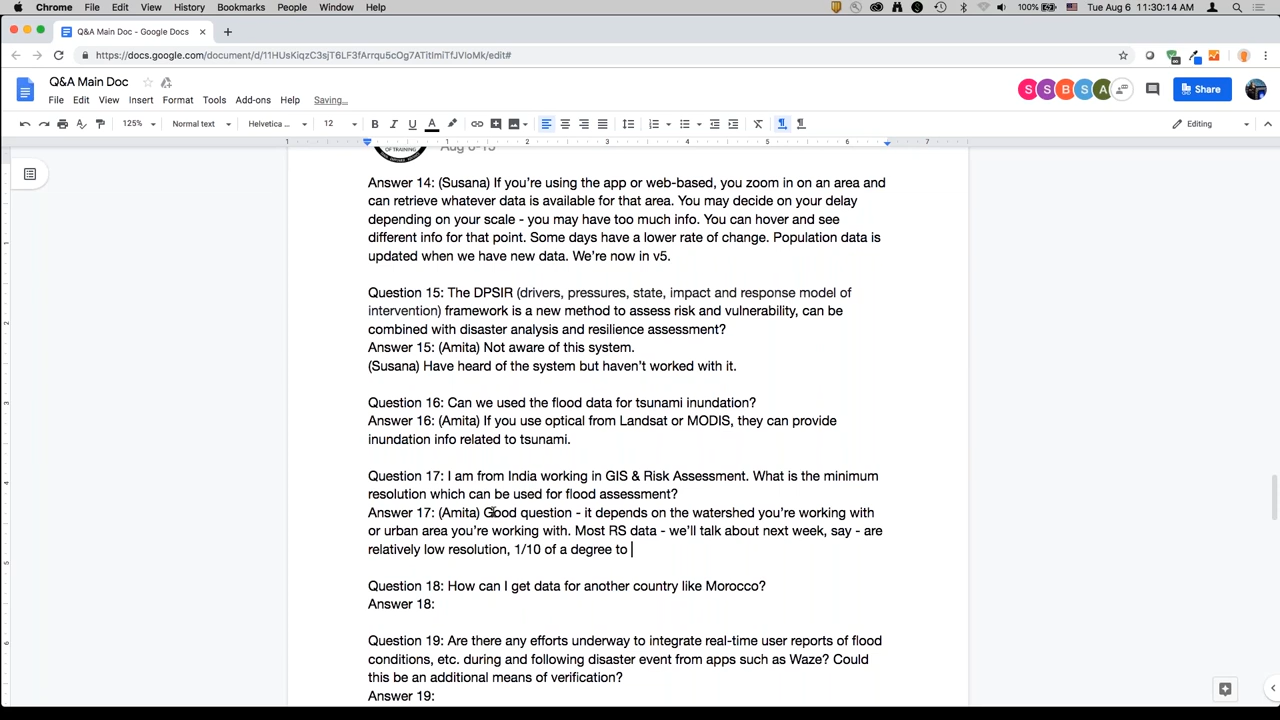 Chrome File Edit View History Bookmarks People Window Help 100% Tue Aug 6 11:30:14 AM
Q&A Main Doc - Google Docs
https://docs.google.com/document/d/11HUsKiqzC3sjT6LF3fArrqu5cOg7ATitImiTfJVIoMk/edit#
Q&A Main Doc
File Edit View Insert Format Tools Add-ons Help Saving...
S S B S A Share
125% Normal text Helvetica ... 12 B I U A Editing
1 1 2 3 4 5 6 7
OF TRAINING Aug 6-13
Answer 14: (Susana) If you're using the app or web-based, you zoom in on an area and
can retrieve whatever data is available for that area. You may decide on your delay
depending on your scale - you may have too much info. You can hover and see
different info for that point. Some days have a lower rate of change. Population data is
updated when we have new data. We're now in v5.
Question 15: The DPSIR (drivers, pressures, state, impact and response model of
intervention) framework is a new method to assess risk and vulnerability, can be
combined with disaster analysis and resilience assessment?
Answer 15: (Amita) Not aware of this system.
(Susana) Have heard of the system but haven't worked with it.
Question 16: Can we used the flood data for tsunami inundation?
Answer 16: (Amita) If you use optical from Landsat or MODIS, they can provide
inundation info related to tsunami.
Question 17: I am from India working in GIS & Risk Assessment. What is the minimum
resolution which can be used for flood assessment?
Answer 17: (Amita) Good question - it depends on the watershed you're working with
or urban area you're working with. Most RS data - we'll talk about next week, say - are
relatively low resolution, 1/10 of a degree to
Question 18: How can I get data for another country like Morocco?
Answer 18:
Question 19: Are there any efforts underway to integrate real-time user reports of flood
conditions, etc. during and following disaster event from apps such as Waze? Could
this be an additional means of verification?
Answer 19: